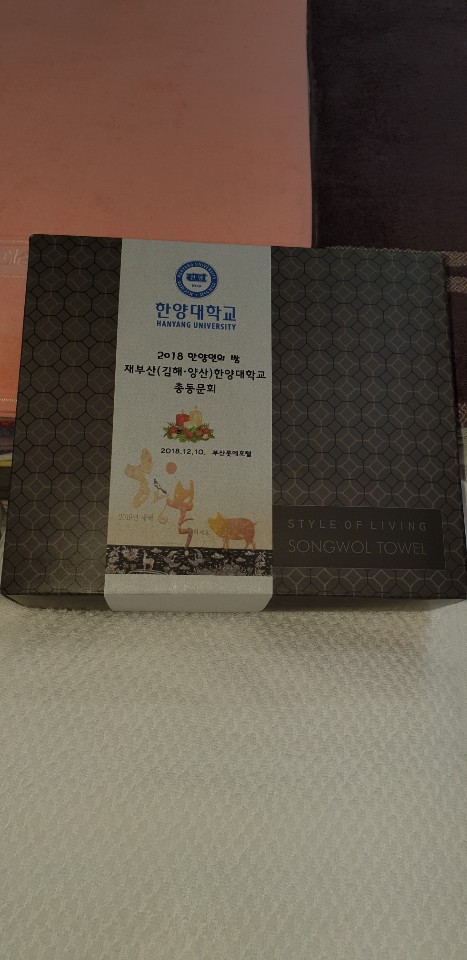 한양대학교
HANYANG UNIVERSITY
2018 한양인의 밤
재부산(김해·양산)한양대학교
총동문회
2018.12.10. 부산롯데호텔
행복
STYLE OF LIVING
SONGWOL TOWEL